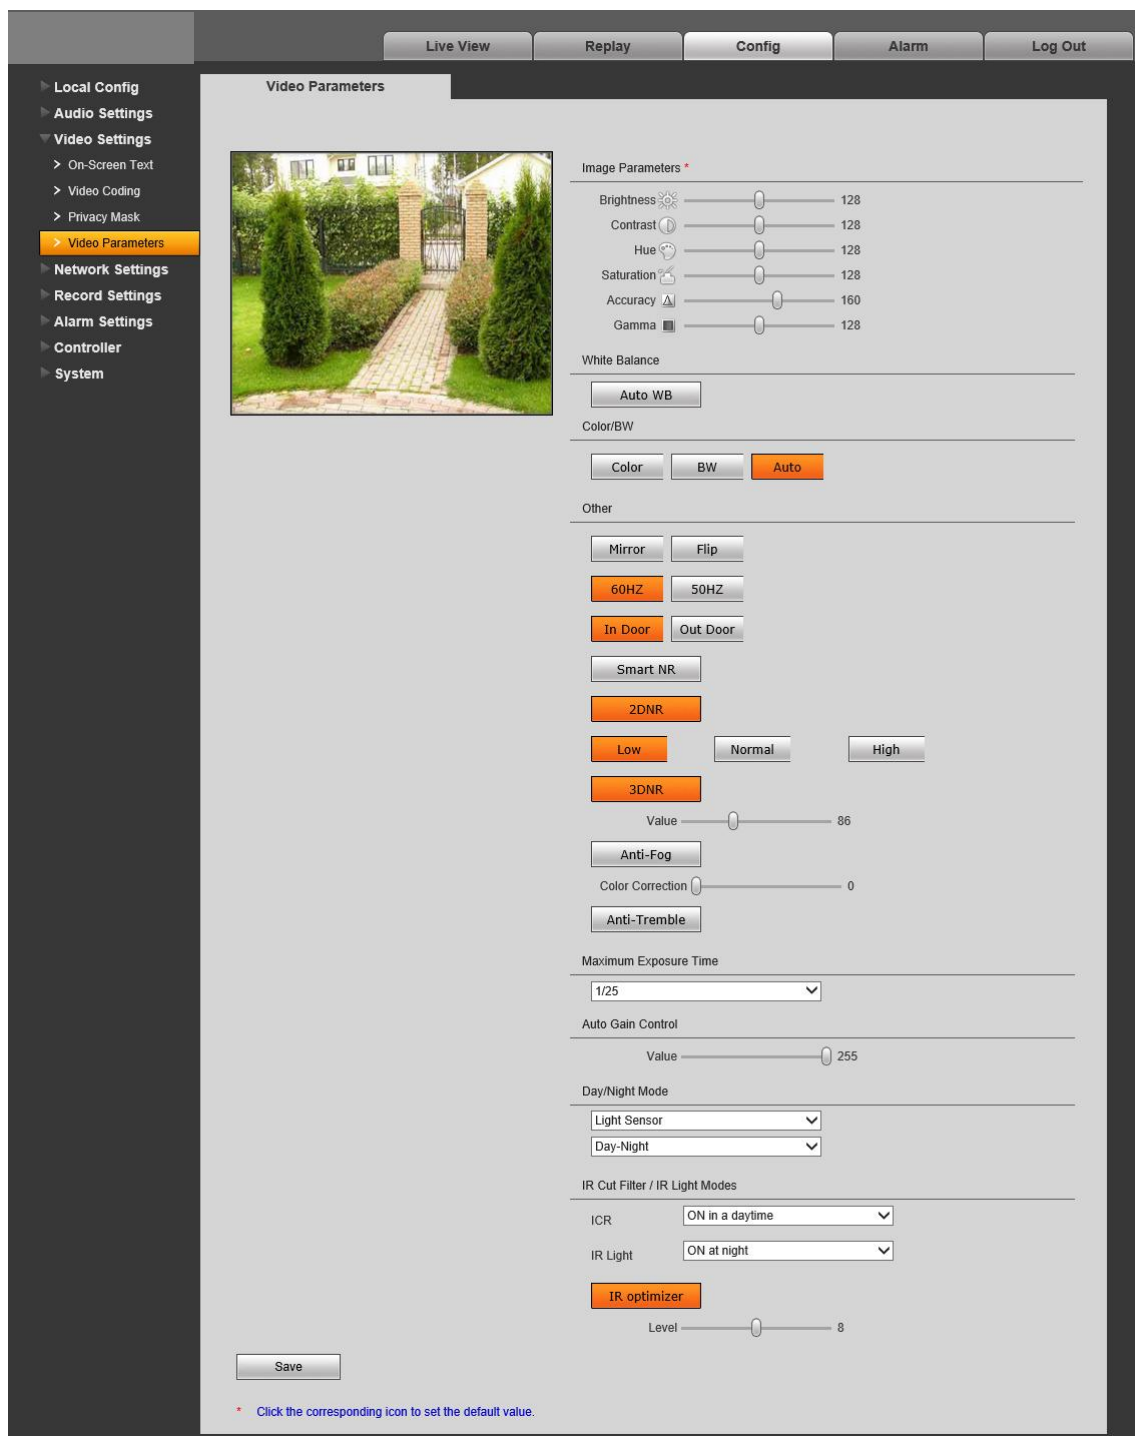 Live View Replay Config Alarm Log Out
Local Config
Audio Settings
Video Settings
> On-Screen Text
> Video Coding
> Privacy Mask
> Video Parameters
Network Settings
Record Settings
Alarm Settings
Controller
System
Video Parameters
Image Parameters *
Brightness 128
Contrast 128
Hue 128
Saturation 128
Accuracy 160
Gamma 128
White Balance
Auto WB
Color/BW
Color BW Auto
Other
Mirror Flip
60HZ 50HZ
In Door Out Door
Smart NR
2DNR
Low Normal High
3DNR
Value 86
Anti-Fog
Color Correction 0
Anti-Tremble
Maximum Exposure Time
1/25
Auto Gain Control
Value 255
Day/Night Mode
Light Sensor
Day-Night
IR Cut Filter / IR Light Modes
ICR ON in a daytime
IR Light ON at night
IR optimizer
Level 8
Save
* Click the corresponding icon to set the default value.